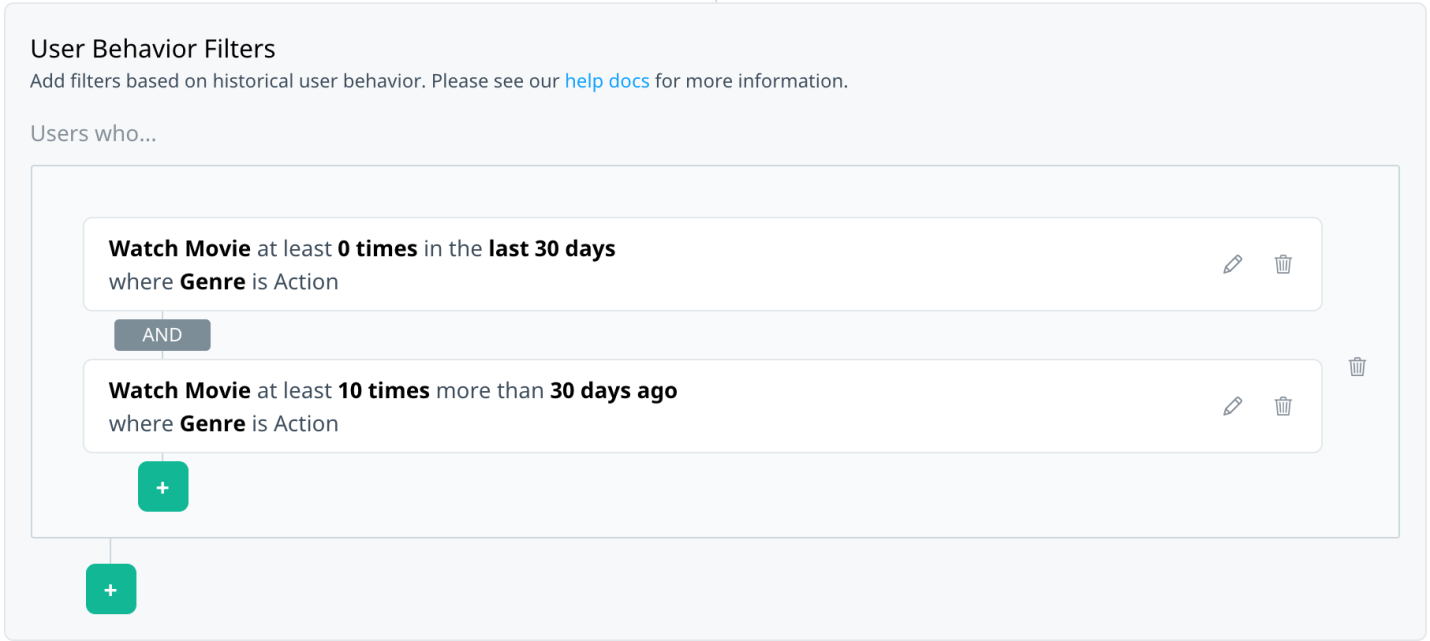 User Behavior Filters
Add filters based on historical user behavior. Please see our help docs for more information.
Users who...
Watch Movie at least 0 times in the last 30 days
where Genre is Action
AND
Watch Movie at least 10 times more than 30 days ago
where Genre is Action
+
+